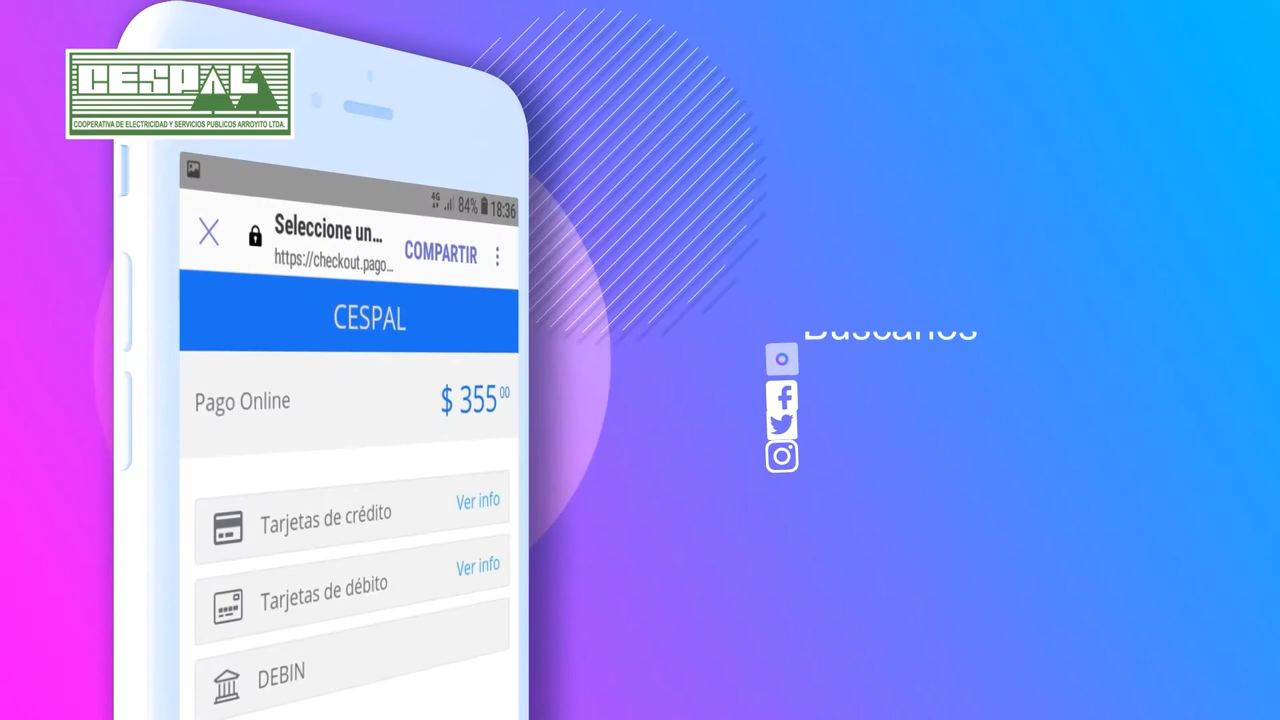 CESPAL
COOPERATIVA DE ELECTRICIDAD Y SERVICIOS PUBLICOS ARROYITO LTDA.
4G 84% 18:36
Seleccione un...
https://checkout.pago...
COMPARTIR
CESPAL
Pago Online
$ 355 00
Tarjetas de crédito
Ver info
Tarjetas de débito
Ver info
DEBIN
Buscanos